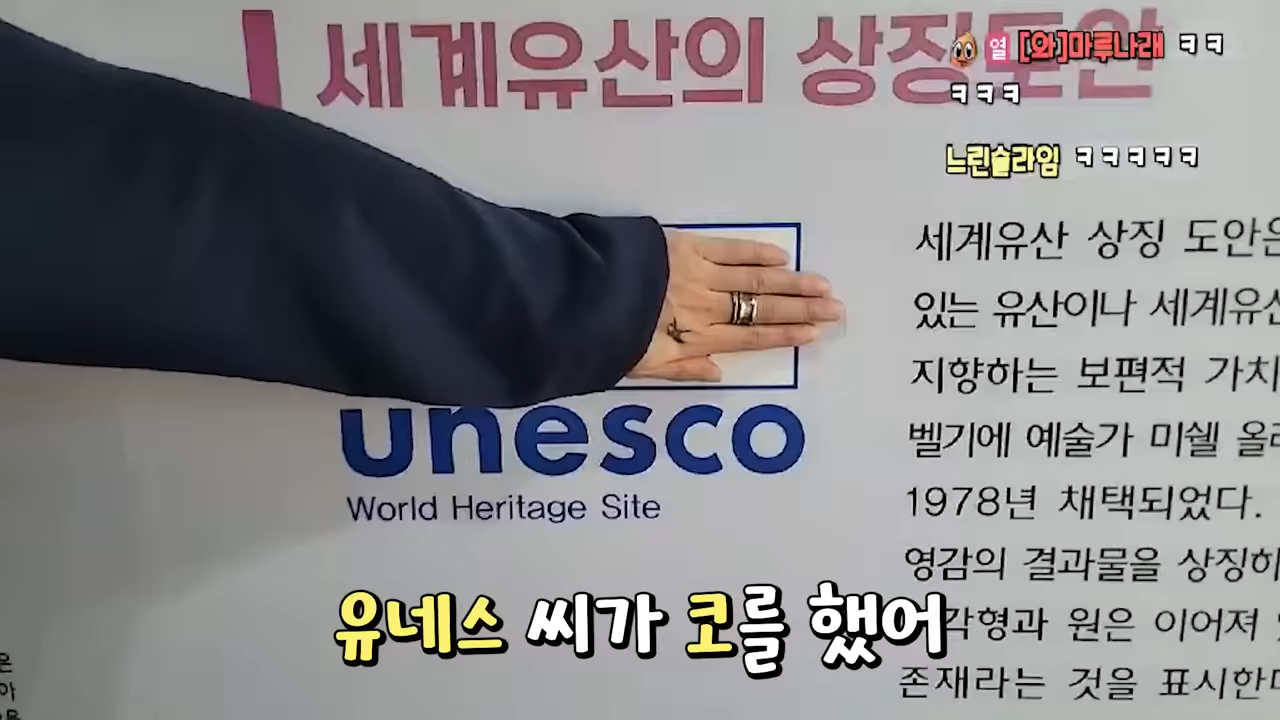 세계유산의 상징도안
열 [와]마루나래 ㅋㅋ
ㅋㅋㅋ
느린슬라임 ㅋㅋㅋㅋㅋ
unesco
World Heritage Site
세계유산 상징 도안은
있는 유산이나 세계유산
지향하는 보편적 가치
벨기에 예술가 미쉘 올
1978년 채택되었다.
영감의 결과물을 상징하
각형과 원은 이어져
존재라는 것을 표시한다
유네스 씨가 코를 했어